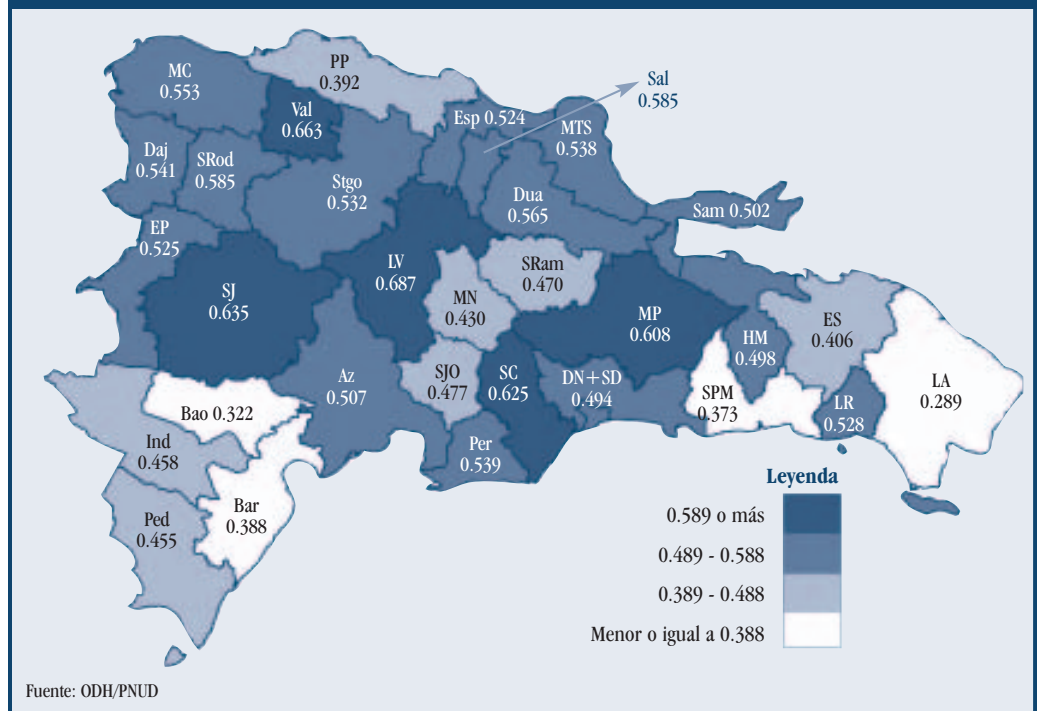 PP
0.392
MC
0.553
Sal
0.585
Val
0.663
Esp 0.524
MTS
0.538
Daj
0.541
SRod
0.585
Stgo
0.532
Dua
0.565
Sam 0.502
EP
0.525
LV
0.687
SRam
0.470
SJ
0.635
MN
0.430
MP
0.608
ES
0.406
HM
0.498
Az
0.507
SJO
0.477
SC
0.625
DN+SD
0.494
SPM
0.373
LA
0.289
LR
0.528
Bao 0.322
Ind
0.458
Per
0.539
Bar
0.388
Ped
0.455
Leyenda
0.589 o más
0.489 - 0.588
0.389 - 0.488
Menor o igual a 0.388
Fuente: ODH/PNUD